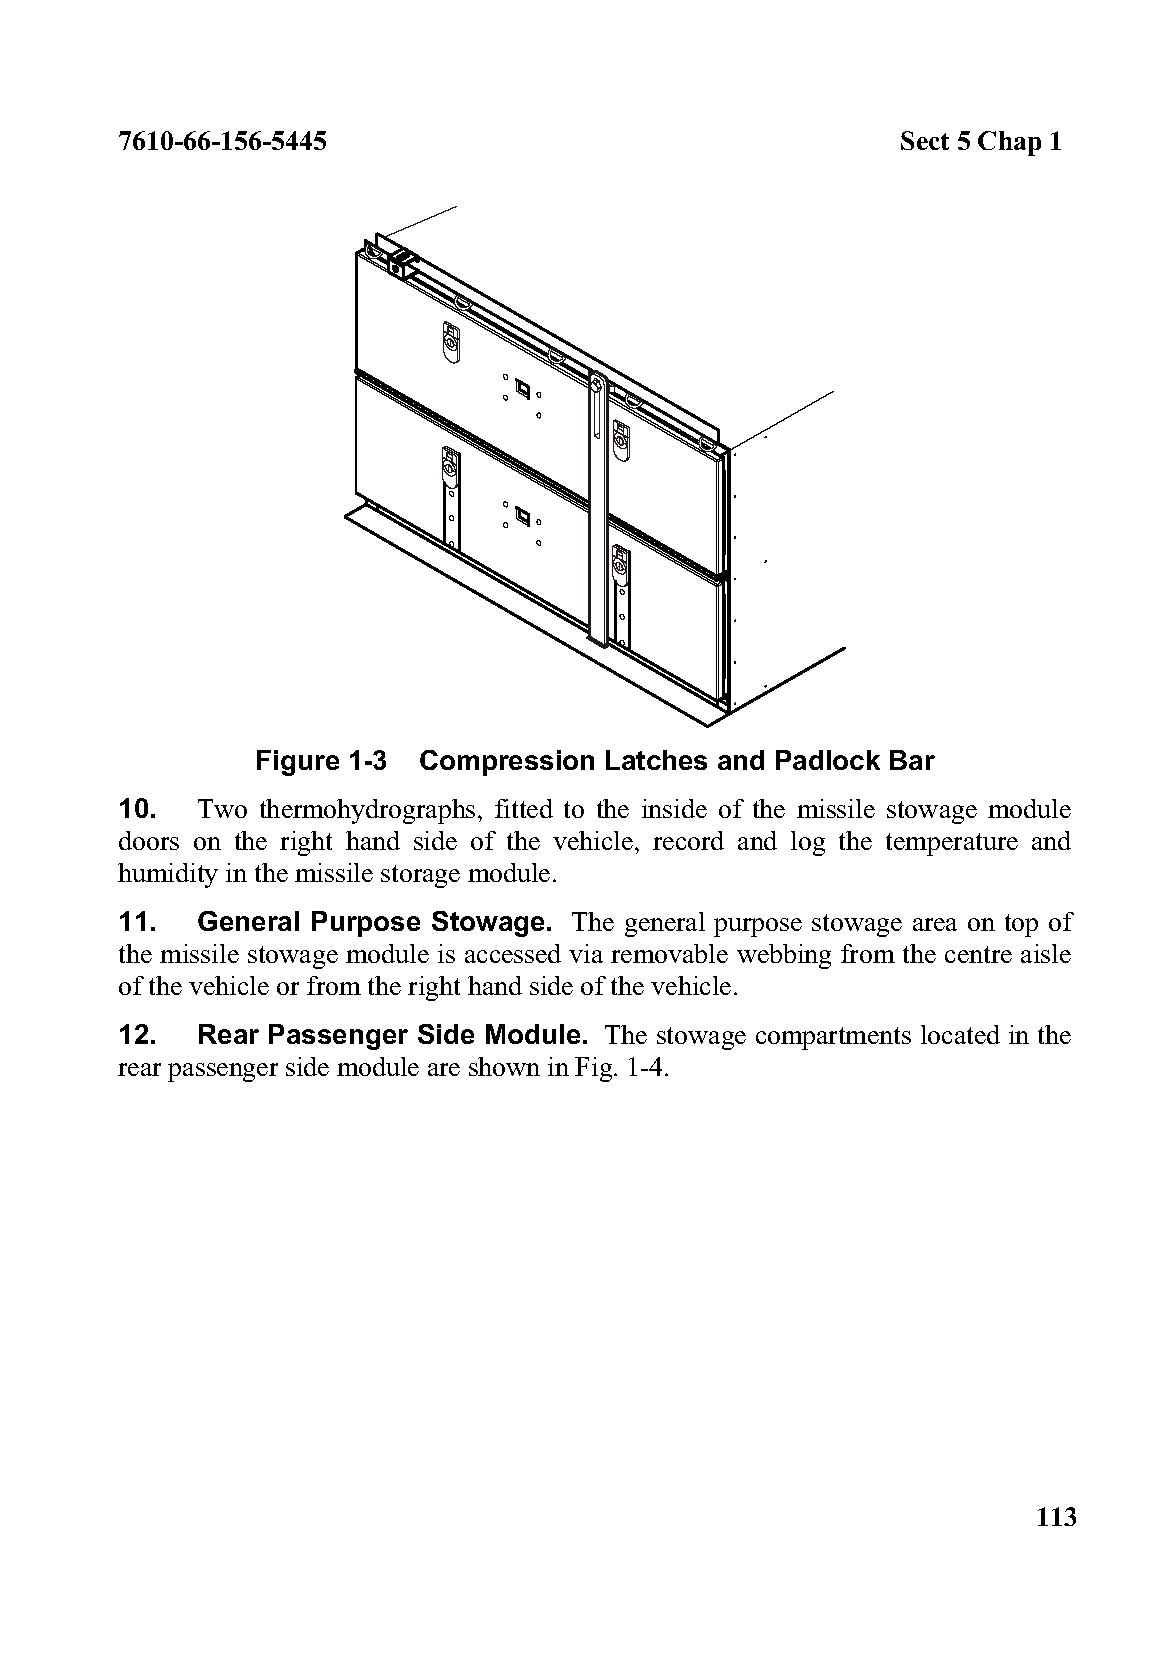 7610-66-156-5445 Sect 5 Chap 1
Figure 1-3 Compression Latches and Padlock Bar
10. Two thermohydrographs, fitted to the inside of the missile stowage module
doors on the right hand side of the vehicle, record and log the temperature and
humidity in the missile storage module.
11. General Purpose Stowage. The general purpose stowage area on top of
the missile stowage module is accessed via removable webbing from the centre aisle
of the vehicle or from the right hand side of the vehicle.
12. Rear Passenger Side Module. The stowage compartments located in the
rear passenger side module are shown in Fig. 1-4.
113